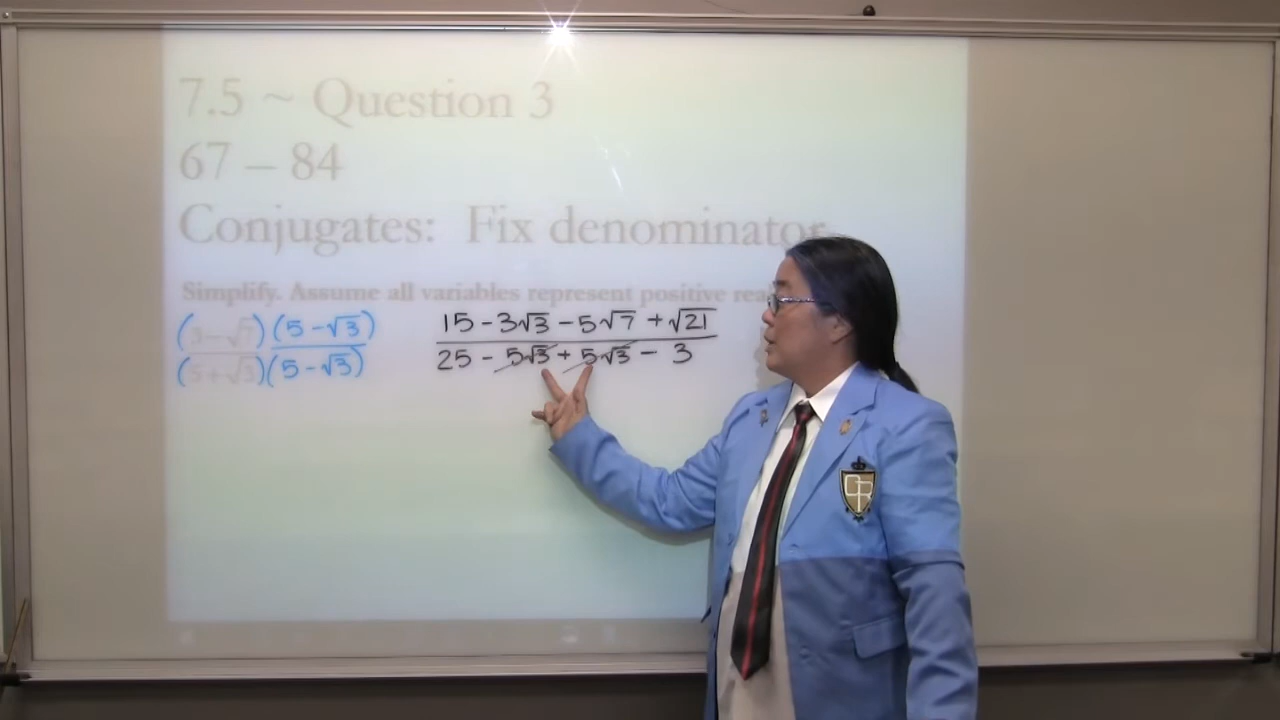 7.5 ~ Question 3
67 – 84
Conjugates: Fix denominator
Simplify. Assume all variables represent positive
(3 − √7) (5 − √3)
(5 + √3)(5 − √3)
15 − 3√3 − 5√7 + √21
25 − 5√3 + 5√3 − 3